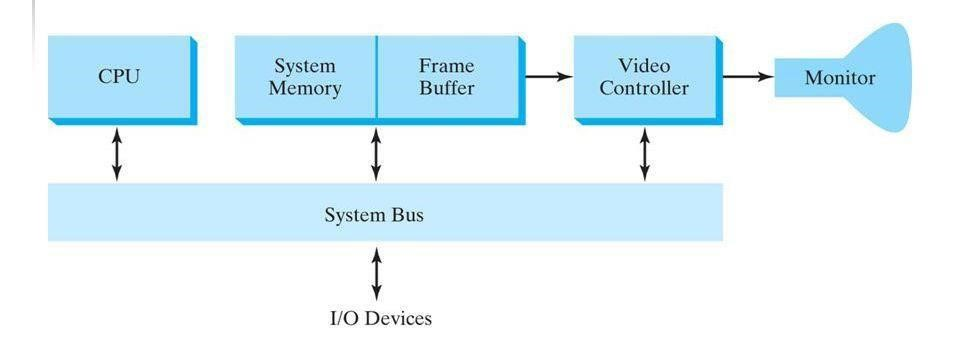 CPU
System
Memory
Frame
Buffer
Video
Controller
Monitor
System Bus
I/O Devices